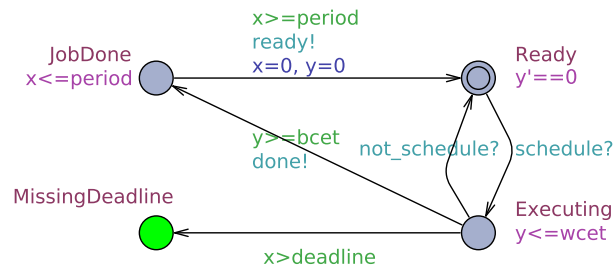 x>=period
ready!
x=0, y=0
JobDone
x<=period
Ready
y'==0
y>=bcet
done!
not_schedule?
schedule?
MissingDeadline
Executing
y<=wcet
x>deadline